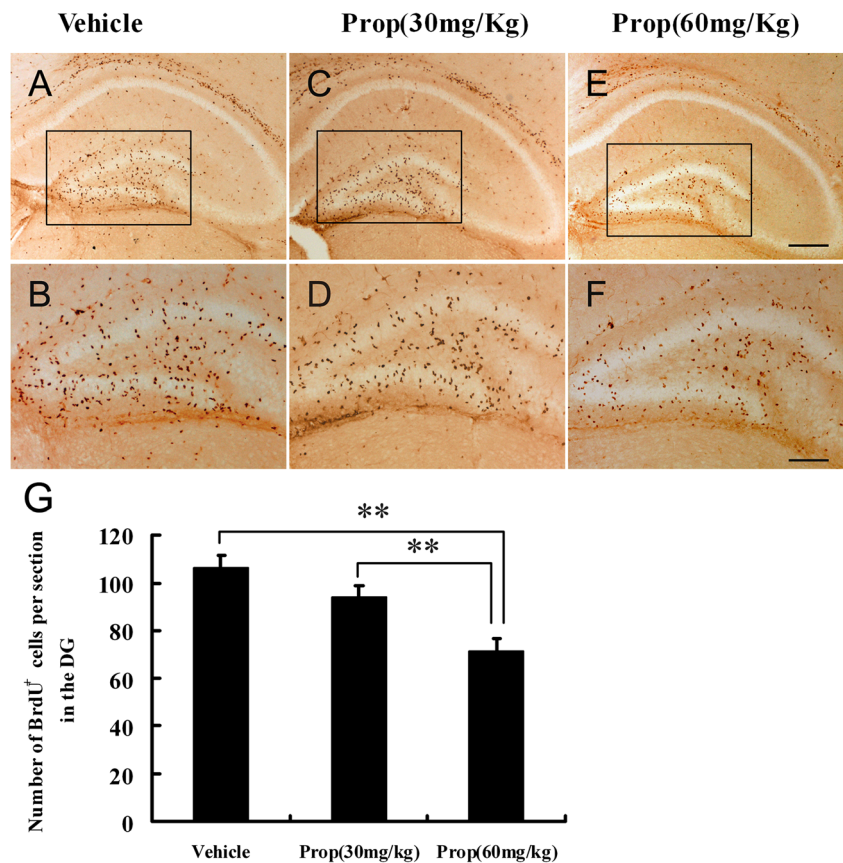 Vehicle Prop(30mg/Kg) Prop(60mg/Kg)
A C E
B D F
G
Number of BrdU⁺ cells per section
in the DG
120
100
80
60
40
20
0
**
**
Vehicle Prop(30mg/kg) Prop(60mg/kg)